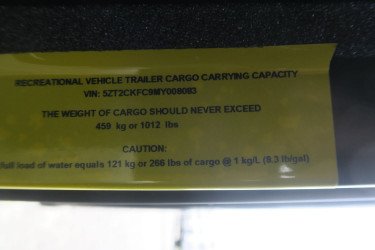 RECREATIONAL VEHICLE TRAILER CARGO CARRYING CAPACITY
VIN: 5ZT2CKFC9MY008083
THE WEIGHT OF CARGO SHOULD NEVER EXCEED
459 kg or 1012 lbs
CAUTION:
full load of water equals 121 kg or 266 lbs of cargo @ 1 kg/L (8.3 lb/gal)